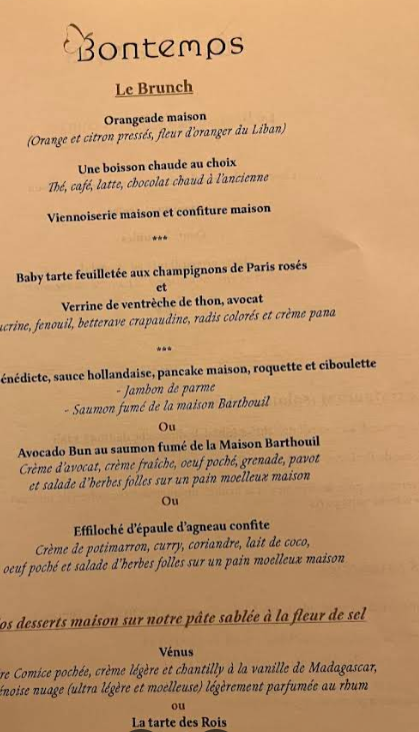 Bontemps
Le Brunch
Orangeade maison
(Orange et citron pressés, fleur d'oranger du Liban)
Une boisson chaude au choix
Thé, café, latte, chocolat chaud à l'ancienne
Viennoiserie maison et confiture maison
***
Baby tarte feuilletée aux champignons de Paris rosés
et
Verrine de ventrèche de thon, avocat
ucrine, fenouil, betterave crapaudine, radis colorés et crème pana
***
énédicte, sauce hollandaise, pancake maison, roquette et ciboulette
- Jambon de parme
- Saumon fumé de la maison Barthouil
Ou
Avocado Bun au saumon fumé de la Maison Barthouil
Crème d'avocat, crème fraîche, oeuf poché, grenade, pavot
et salade d'herbes folles sur un pain moelleux maison
Ou
Effiloché d'épaule d'agneau confite
Crème de potimarron, curry, coriandre, lait de coco,
oeuf poché et salade d'herbes folles sur un pain moelleux maison
os desserts maison sur notre pâte sablée à la fleur de sel
Vénus
re Comice pochée, crème légère et chantilly à la vanille de Madagascar,
énoise nuage (ultra légère et moelleuse) légèrement parfumée au rhum
ou
La tarte des Rois